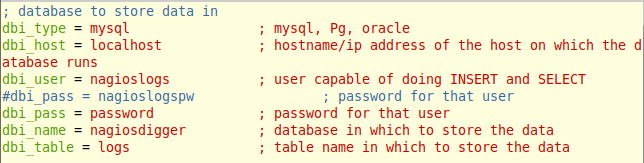 ; database to store data in
dbi_type = mysql ; mysql, Pg, oracle
dbi_host = localhost ; hostname/ip address of the host on which the d
atabase runs
dbi_user = nagioslogs ; user capable of doing INSERT and SELECT
#dbi_pass = nagioslogspw ; password for that user
dbi_pass = password ; password for that user
dbi_name = nagiosdigger ; database in which to store the data
dbi_table = logs ; table name in which to store the data